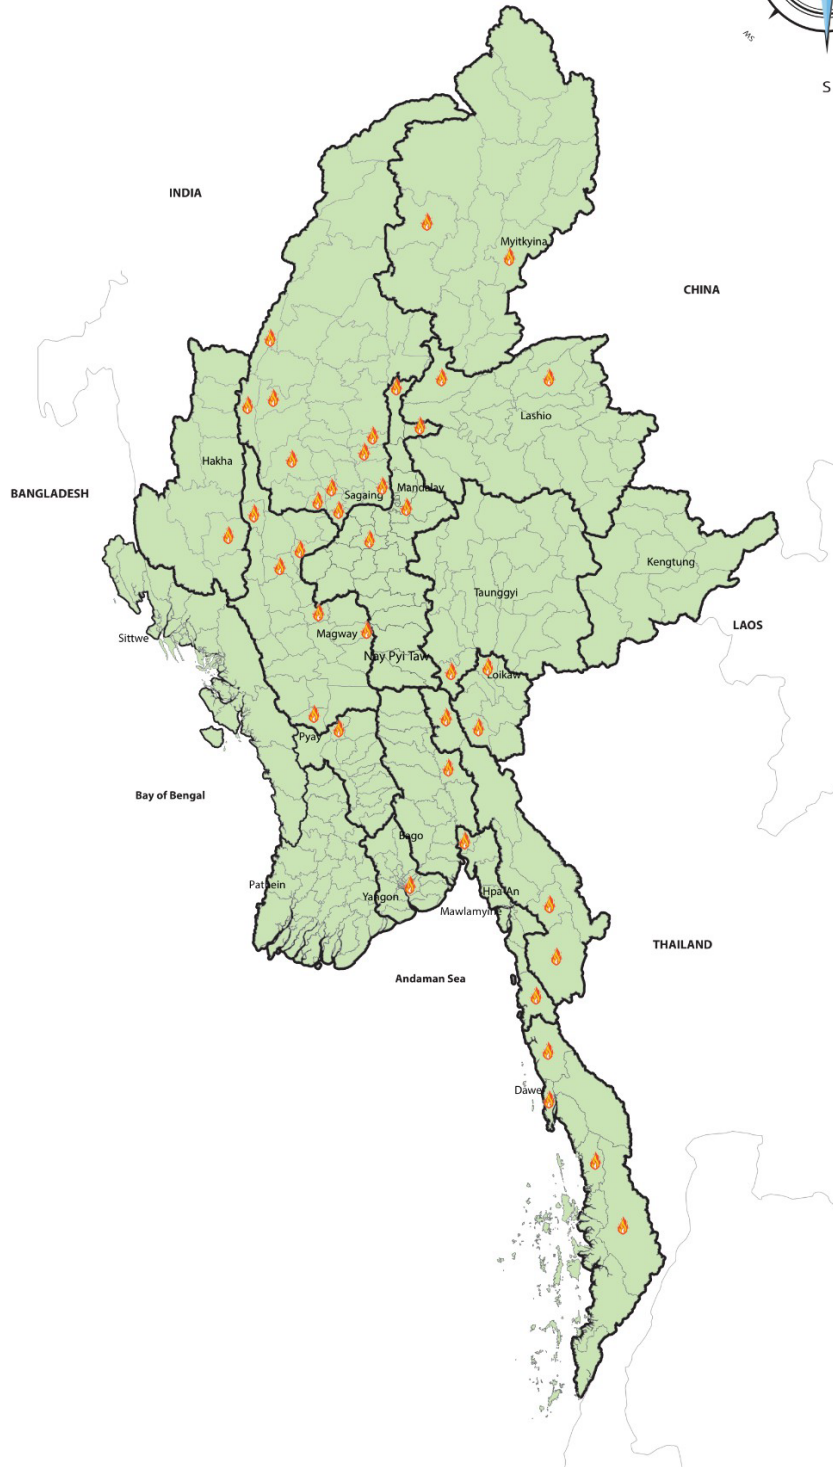 SW
S
INDIA
Myitkyina
CHINA
Lashio
Hakha
Mandalay
BANGLADESH
Sagaing
Kengtung
Taunggyi
LAOS
Sittwe
Magway
Nay Pyi Taw
Loikaw
Pyay
Bay of Bengal
Bago
Pathein
Yangon
Hpa-An
Mawlamyine
THAILAND
Andaman Sea
Dawei